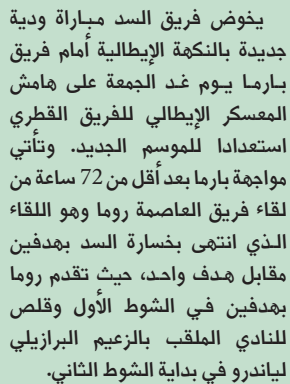 يخوض فريق السد مباراة ودية
جديدة بالنكهة الإيطالية أمام فريق
بارما يوم غد الجمعة على هامش
المعسكر الإيطالي للفريق القطري
استعدادا للموسم الجديد. وتأتي
مواجهة بارما بعد أقل من 72 ساعة من
لقاء فريق العاصمة روما وهو اللقاء
الذي انتهى بخسارة السد بهدفين
مقابل هدف واحد، حيث تقدم روما
بهدفين في الشوط الأول وقلص
للنادي الملقب بالزعيم البرازيلي
لياندرو في بداية الشوط الثاني.